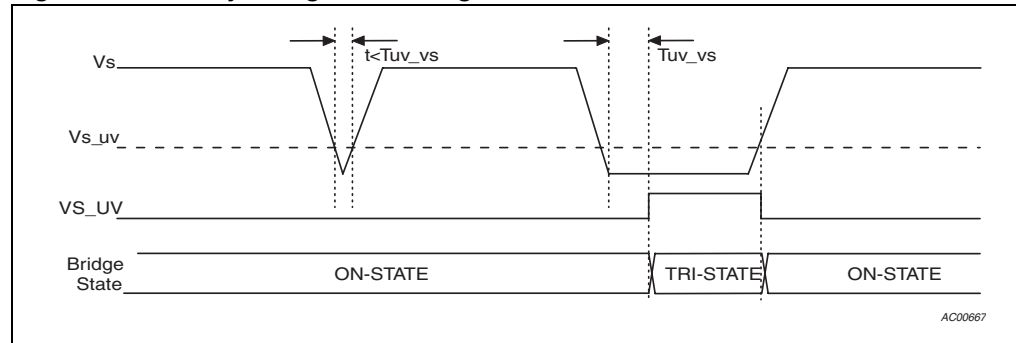 t<Tuv_vs
Tuv_vs
Vs
Vs_uv
VS_UV
Bridge
State
ON-STATE
TRI-STATE
ON-STATE
AC00667